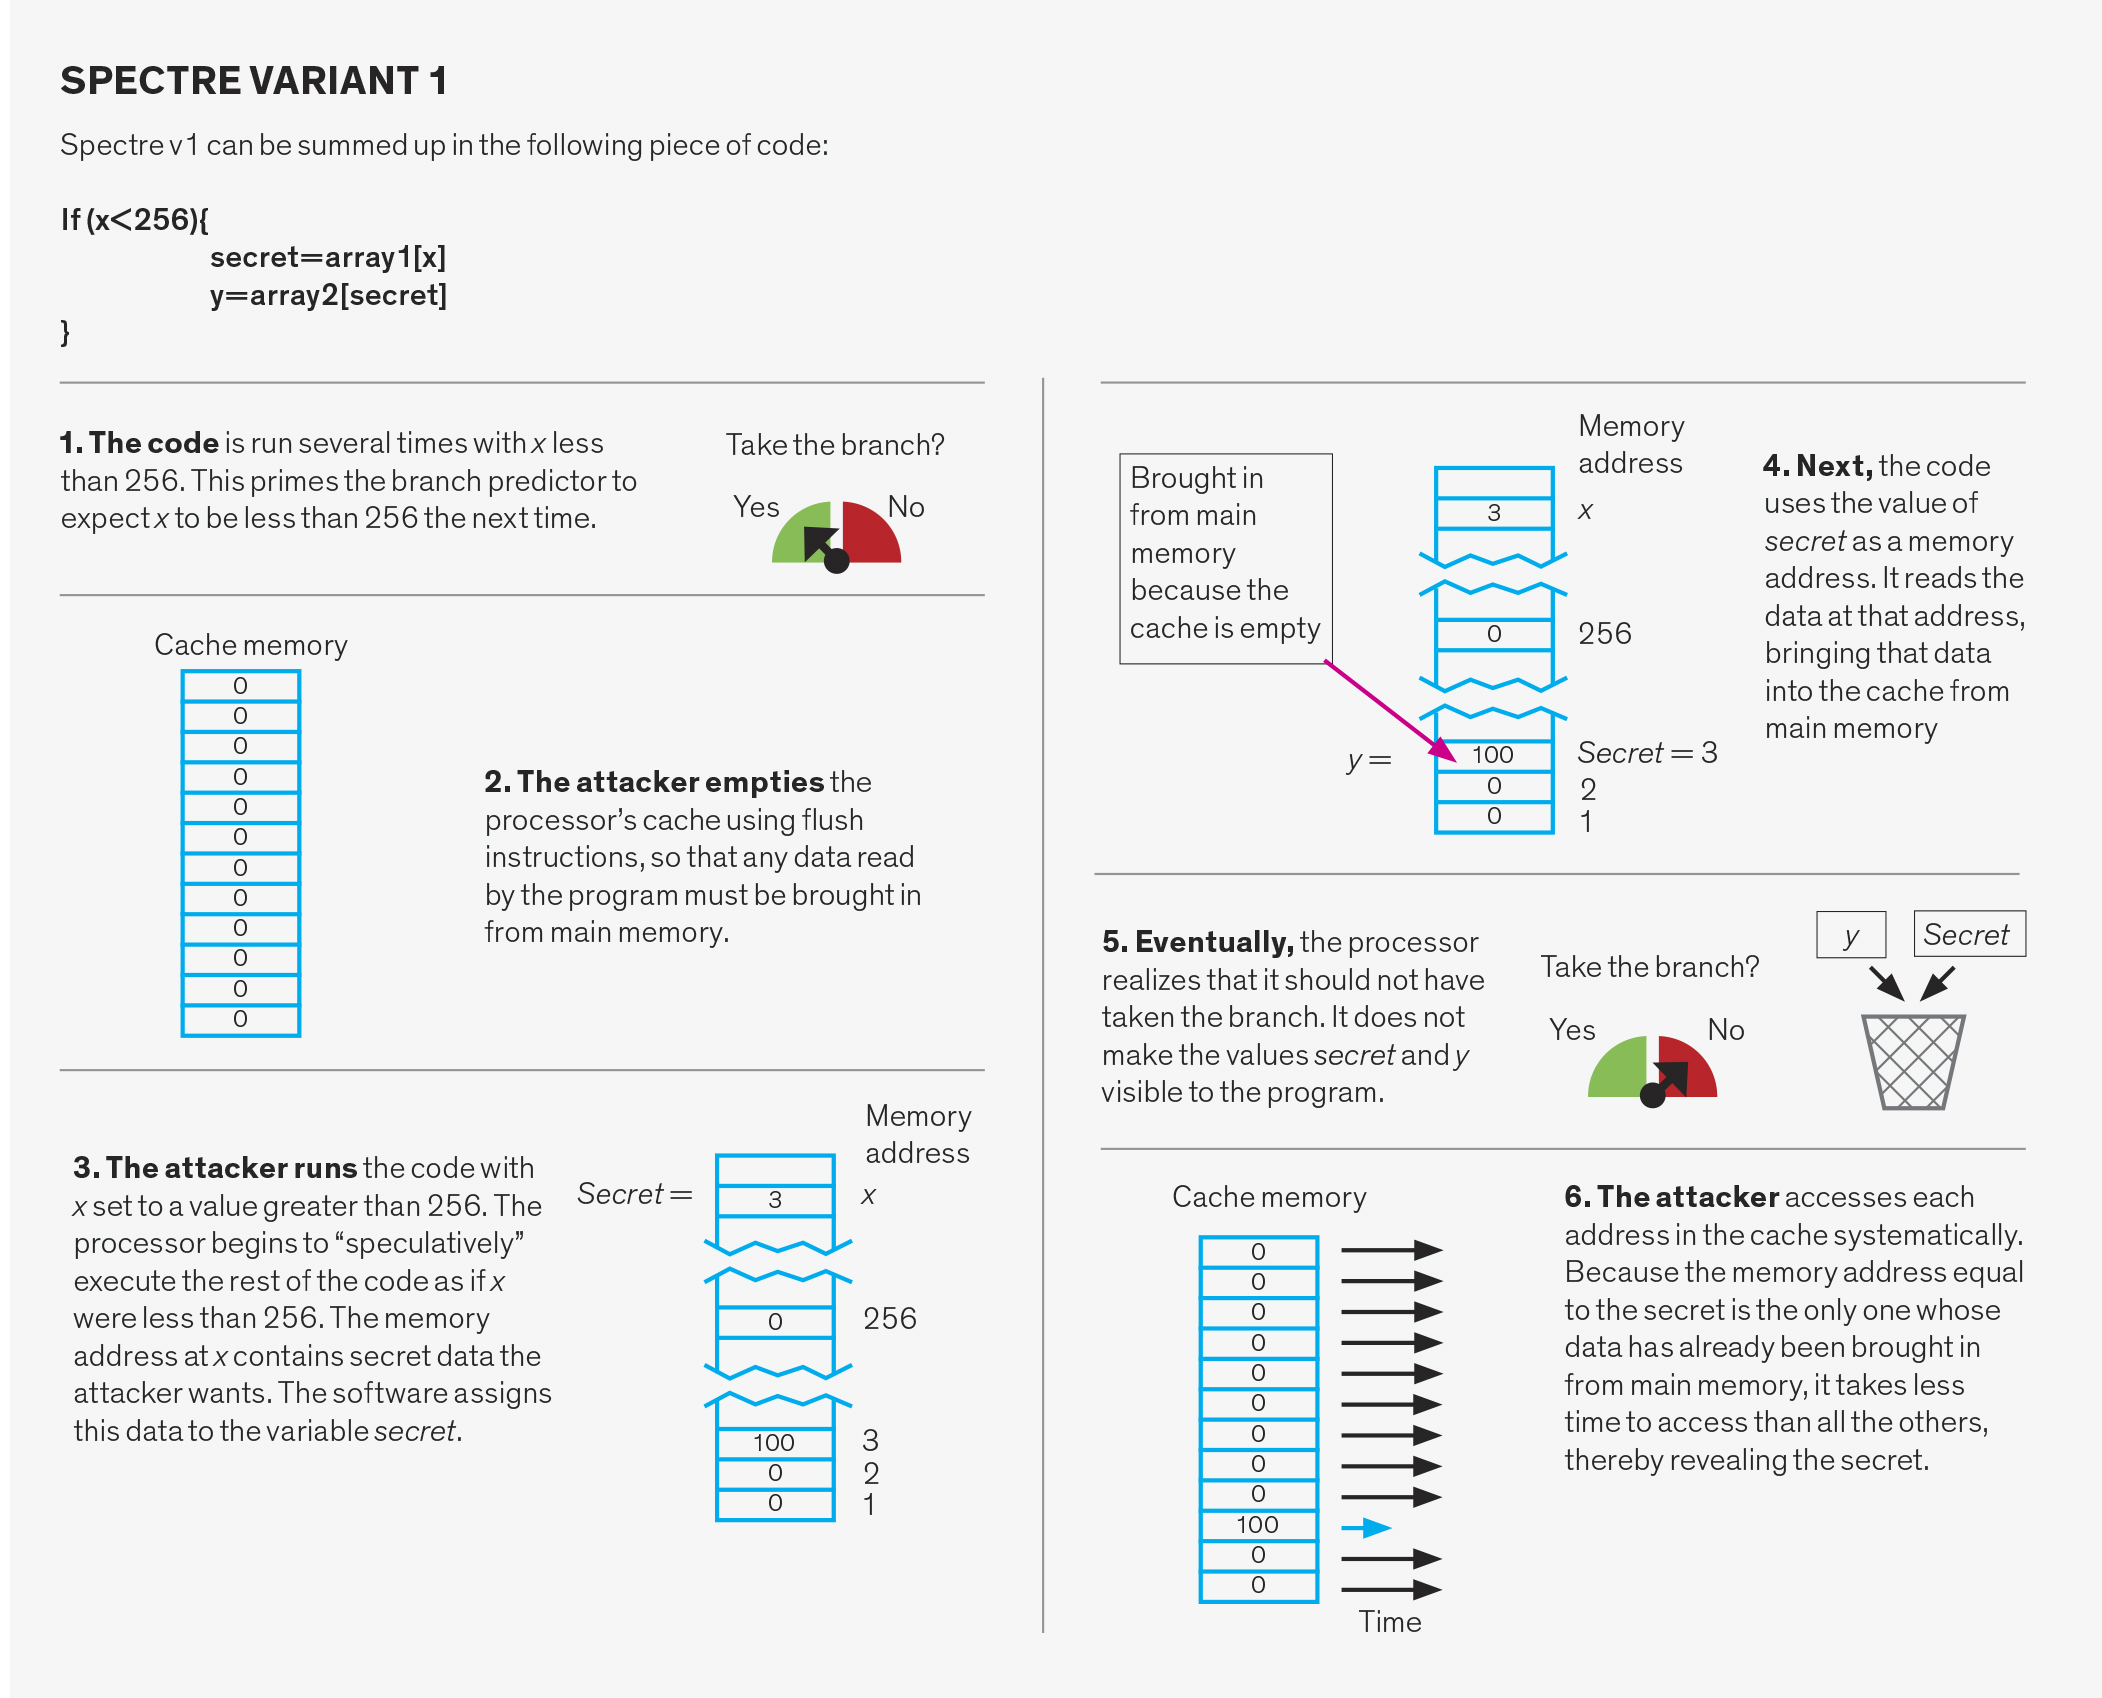 SPECTRE VARIANT 1
Spectre v1 can be summed up in the following piece of code:
If (x<256){
secret=array1[x]
y=array2[secret]
}
1. The code is run several times with x less
than 256. This primes the branch predictor to
expect x to be less than 256 the next time.
Take the branch?
Yes
No
Cache memory
0
0
0
0
0
0
0
0
0
0
0
0
2. The attacker empties the
processor’s cache using flush
instructions, so that any data read
by the program must be brought in
from main memory.
3. The attacker runs the code with
x set to a value greater than 256. The
processor begins to “speculatively”
execute the rest of the code as if x
were less than 256. The memory
address at x contains secret data the
attacker wants. The software assigns
this data to the variable secret.
Memory
address
Secret =
3
x
0
256
100
3
0
2
0
1
Brought in
from main
memory
because the
cache is empty
Memory
address
3
x
0
256
y =
100
Secret = 3
0
2
0
1
4. Next, the code
uses the value of
secret as a memory
address. It reads the
data at that address,
bringing that data
into the cache from
main memory
5. Eventually, the processor
realizes that it should not have
taken the branch. It does not
make the values secret and y
visible to the program.
Take the branch?
Yes
No
y
Secret
Cache memory
0
0
0
0
0
0
0
0
0
100
0
0
Time
6. The attacker accesses each
address in the cache systematically.
Because the memory address equal
to the secret is the only one whose
data has already been brought in
from main memory, it takes less
time to access than all the others,
thereby revealing the secret.